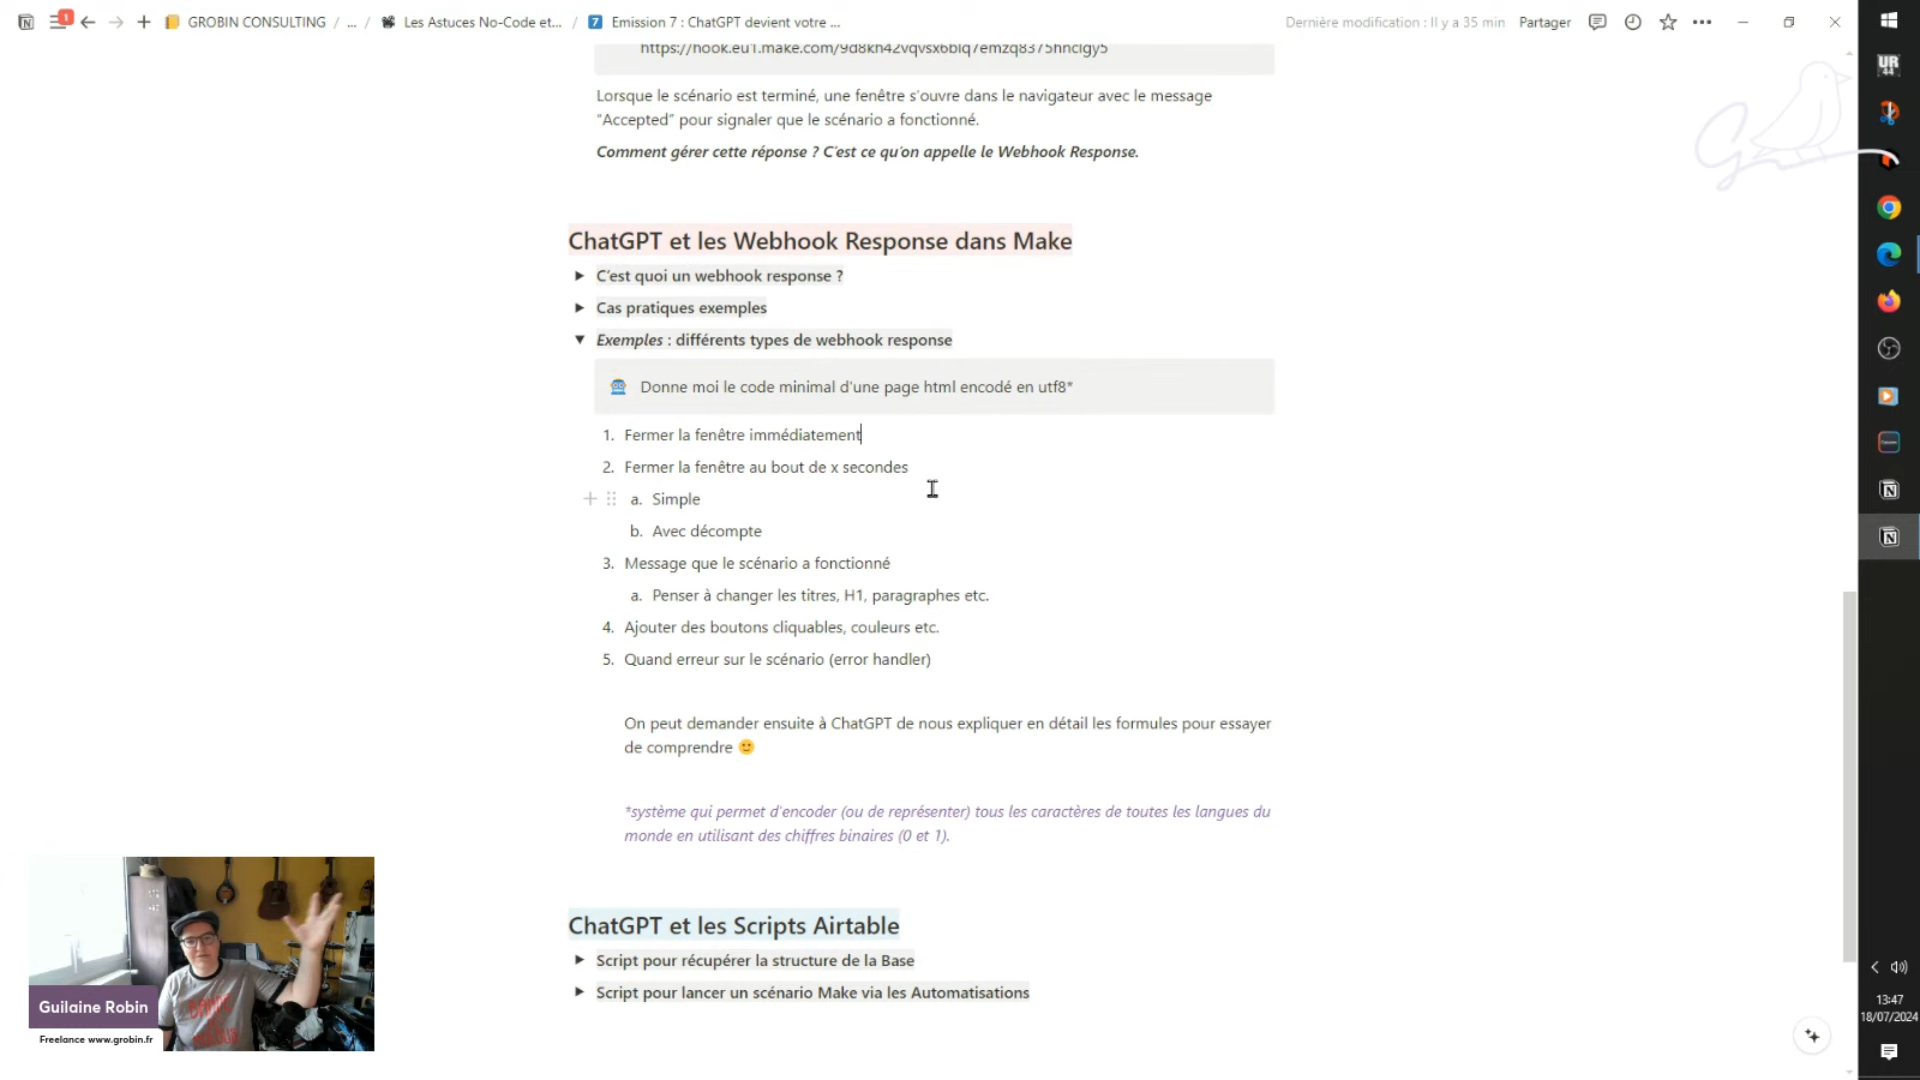 GROBIN CONSULTING / ... / Les Astuces No-Code et... / 7 Emission 7 : ChatGPT devient votre ...
Dernière modification : Il y a 35 min Partager
1
Lorsque le scénario est terminé, une fenêtre s'ouvre dans le navigateur avec le message
"Accepted" pour signaler que le scénario a fonctionné.
Comment gérer cette réponse ? C'est ce qu'on appelle le Webhook Response.
ChatGPT et les Webhook Response dans Make
C'est quoi un webhook response ?
Cas pratiques exemples
Exemples : différents types de webhook response
Donne moi le code minimal d'une page html encodé en utf8*
1. Fermer la fenêtre immédiatement
2. Fermer la fenêtre au bout de x secondes
a. Simple
b. Avec décompte
3. Message que le scénario a fonctionné
a. Penser à changer les titres, H1, paragraphes etc.
4. Ajouter des boutons cliquables, couleurs etc.
5. Quand erreur sur le scénario (error handler)
On peut demander ensuite à ChatGPT de nous expliquer en détail les formules pour essayer
de comprendre
*système qui permet d'encoder (ou de représenter) tous les caractères de toutes les langues du
monde en utilisant des chiffres binaires (0 et 1).
ChatGPT et les Scripts Airtable
Script pour récupérer la structure de la Base
Script pour lancer un scénario Make via les Automatisations
Guilaine Robin
Freelance www.grobin.fr
UR
44
13:47
18/07/2024